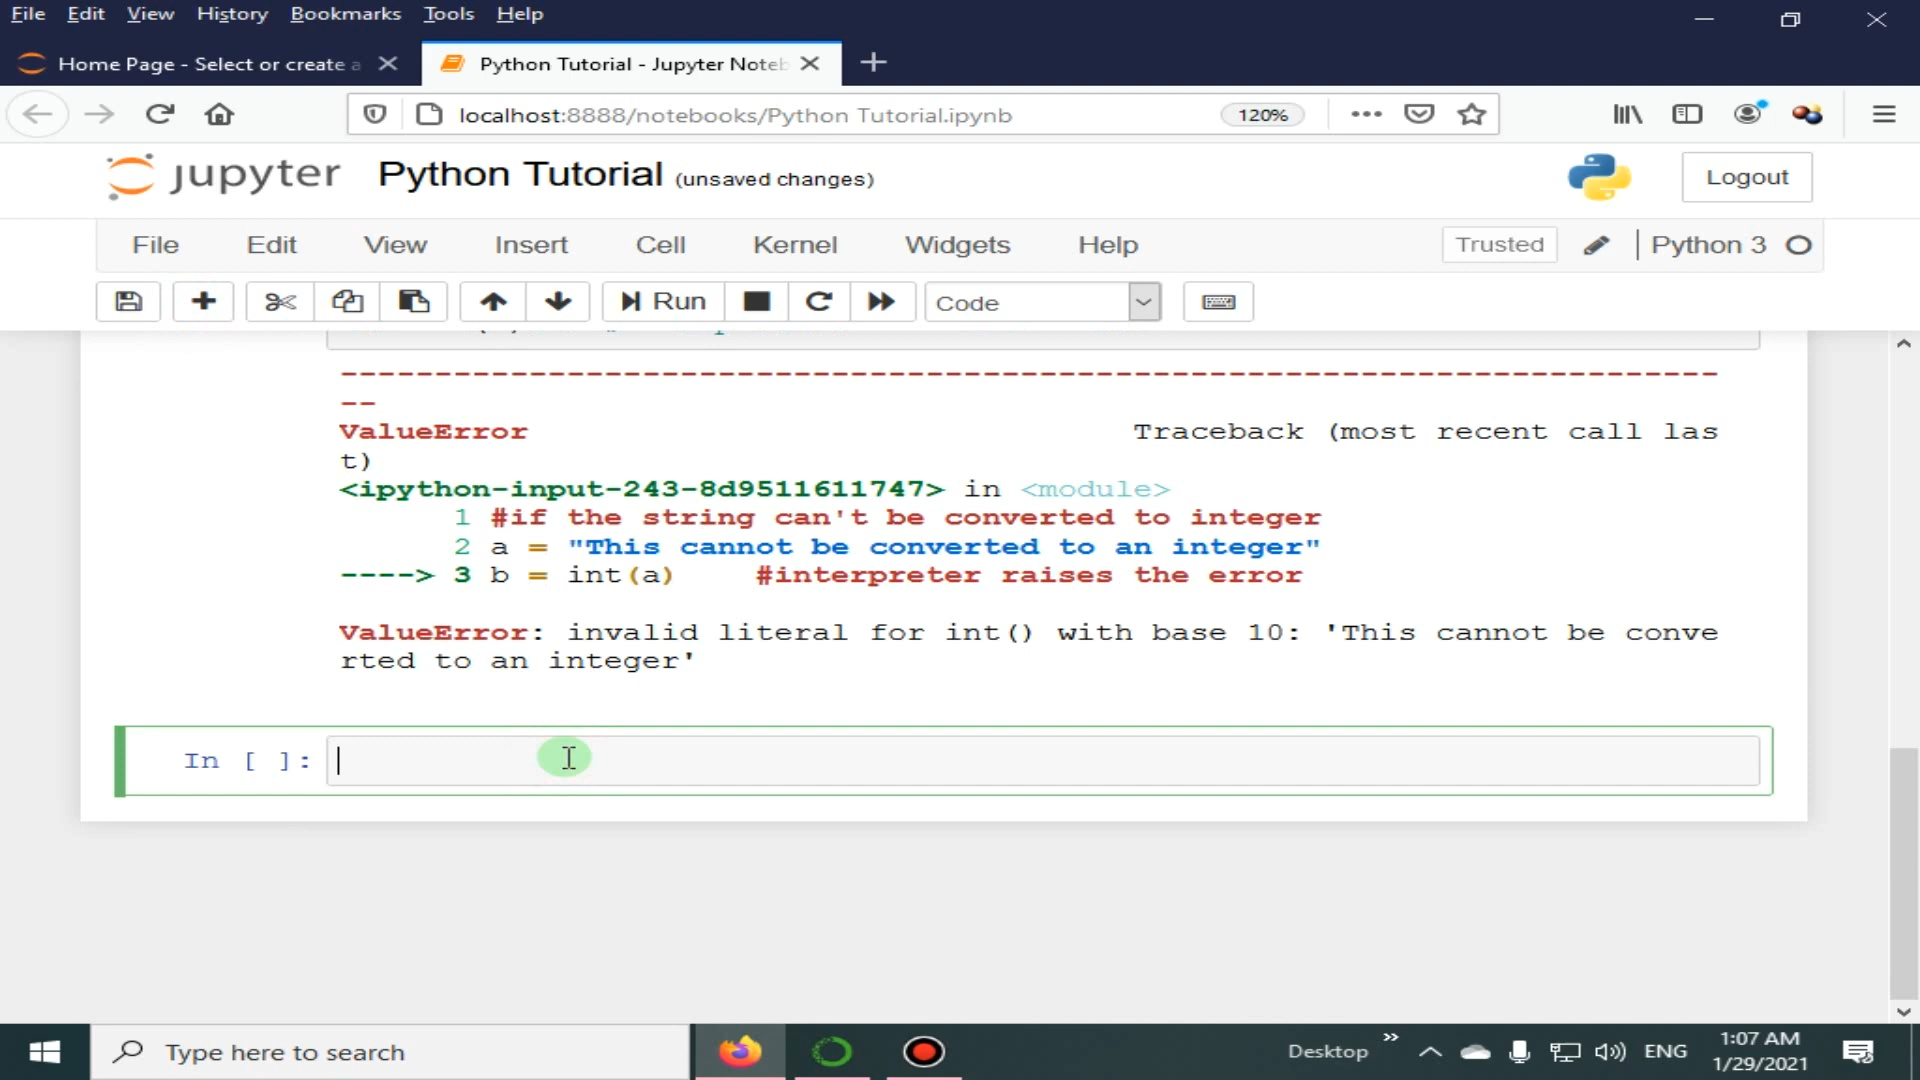 File Edit View History Bookmarks Tools Help
Home Page - Select or create a
Python Tutorial - Jupyter Noteb
localhost:8888/notebooks/Python Tutorial.ipynb 120%
jupyter Python Tutorial (unsaved changes) Logout
File Edit View Insert Cell Kernel Widgets Help Trusted Python 3
Run Code
--------------------------------------------------------------------------
--
ValueError Traceback (most recent call las
t)
<ipython-input-243-8d9511611747> in <module>
1 #if the string can't be converted to integer
2 a = "This cannot be converted to an integer"
----> 3 b = int(a) #interpreter raises the error
ValueError: invalid literal for int() with base 10: 'This cannot be conve
rted to an integer'
In [ ]:
Type here to search
Desktop ENG
1:07 AM
1/29/2021